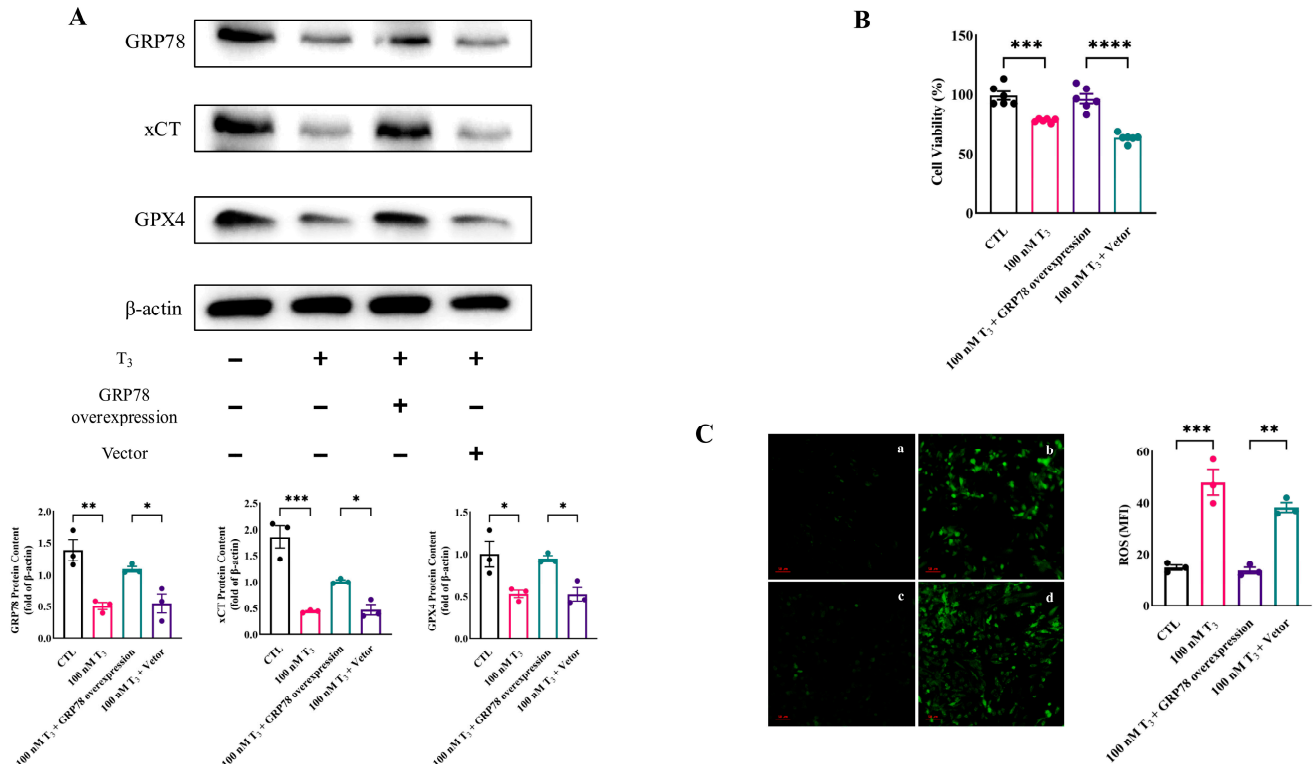 A
GRP78
xCT
GPX4
β-actin
T₃ − + + +
GRP78
overexpression − − + −
Vector − − − +
GRP78 Protein Content
(fold of β-actin)
2.0
1.5
1.0
0.5
0.0
** *
CTL
100 nM T₃
100 nM T₃ + GRP78 overexpression
100 nM T₃ + Vetor
xCT Protein Content
(fold of β-actin)
2.5
2.0
1.5
1.0
0.5
0.0
*** *
CTL
100 nM T₃
100 nM T₃ + GRP78 overexpression
100 nM T₃ + Vetor
GPX4 Protein Content
(fold of β-actin)
1.5
1.0
0.5
0.0
* *
CTL
100 nM T₃
100 nM T₃ + GRP78 overexpression
100 nM T₃ + Vetor
B
Cell Viability (%)
150
100
50
0
*** ****
CTL
100 nM T₃
100 nM T₃ + GRP78 overexpression
100 nM T₃ + Vetor
C
a
b
c
d
ROS (MFI)
60
40
20
0
*** **
CTL
100 nM T₃
100 nM T₃ + GRP78 overexpression
100 nM T₃ + Vetor